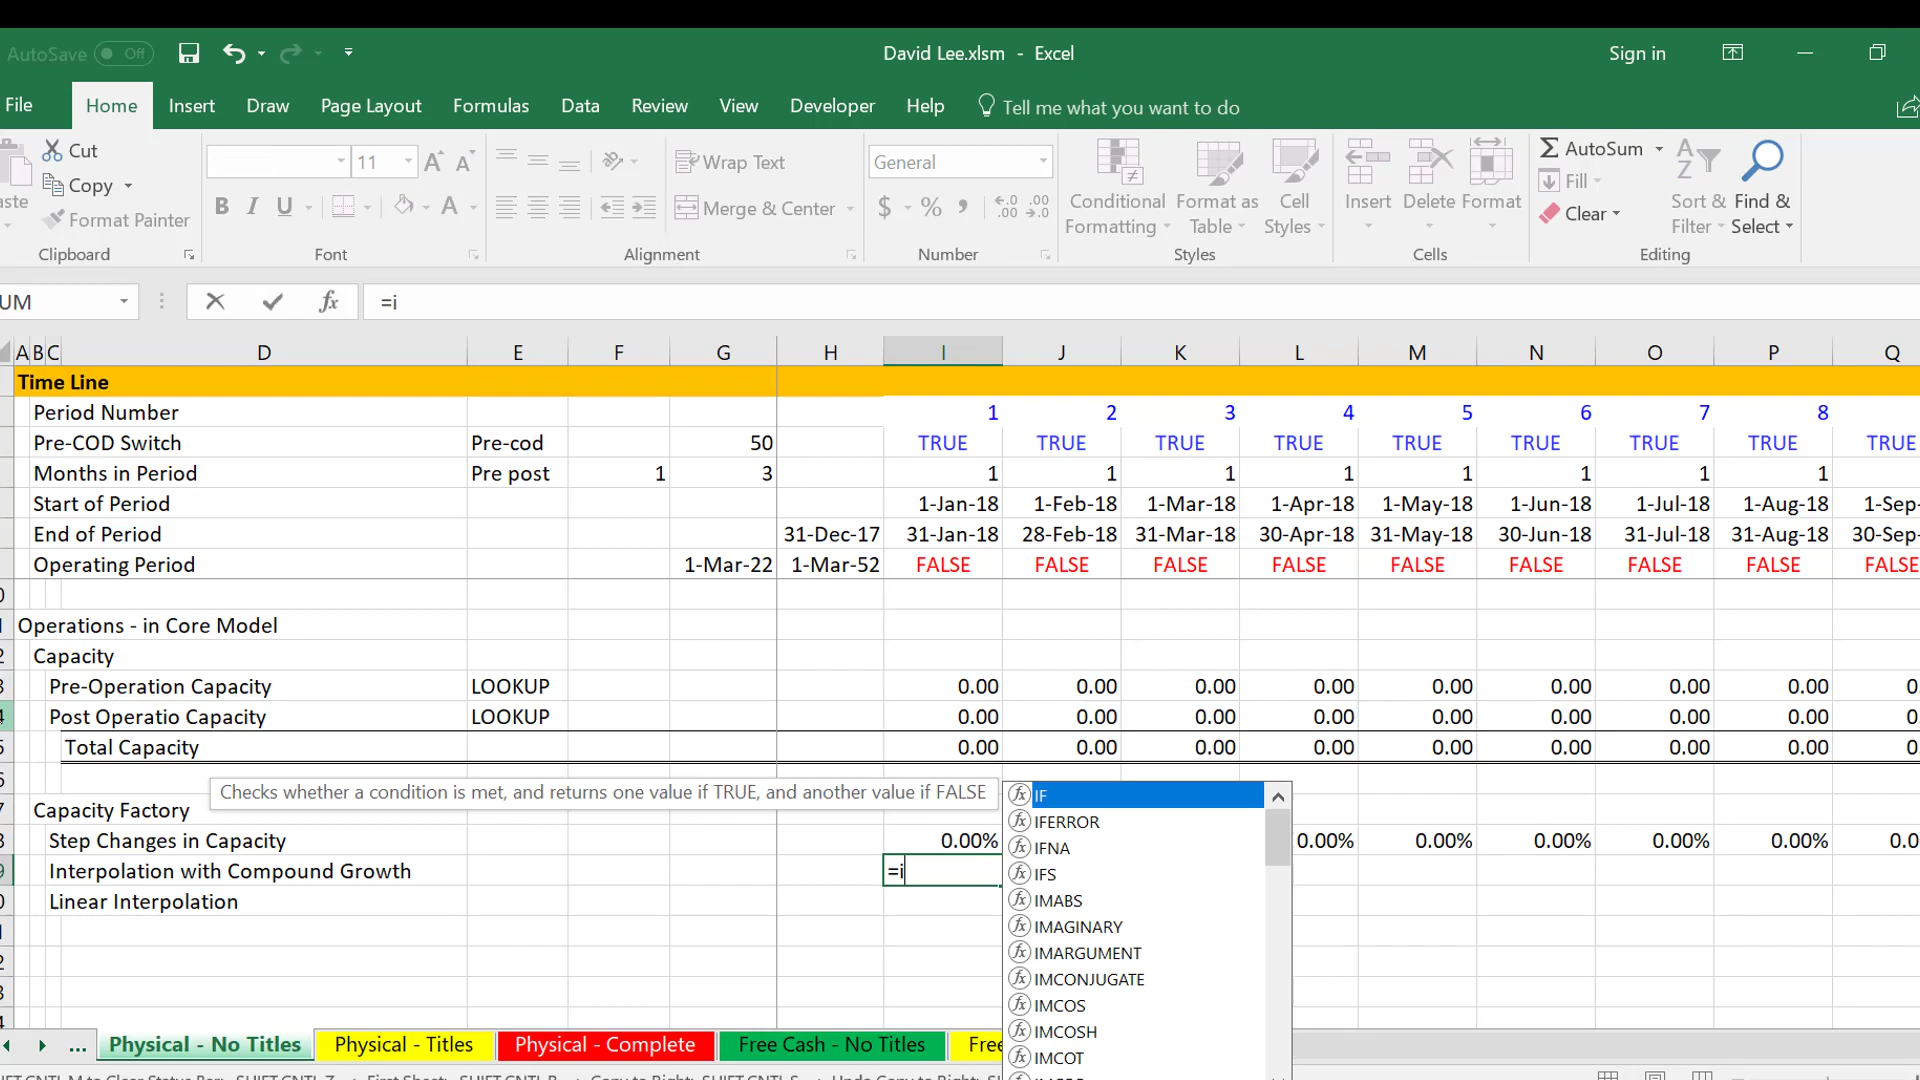 AutoSave Off David Lee.xlsm - Excel Sign in
File Home Insert Draw Page Layout Formulas Data Review View Developer Help Tell me what you want to do
Cut 11 Wrap Text General AutoSum
Copy Fill
Format Painter B I U A Merge & Center $ % , Conditional Formatting Format as Table Cell Styles Insert Delete Format Clear Sort & Filter Find & Select
Clipboard Font Alignment Number Styles Cells Editing
UM fx =i
A B C D E F G H I J K L M N O P Q
Time Line
Period Number 1 2 3 4 5 6 7 8
Pre-COD Switch Pre-cod 50 TRUE TRUE TRUE TRUE TRUE TRUE TRUE TRUE TRUE
Months in Period Pre post 1 3 1 1 1 1 1 1 1 1
Start of Period 1-Jan-18 1-Feb-18 1-Mar-18 1-Apr-18 1-May-18 1-Jun-18 1-Jul-18 1-Aug-18 1-Sep-
End of Period 31-Dec-17 31-Jan-18 28-Feb-18 31-Mar-18 30-Apr-18 31-May-18 30-Jun-18 31-Jul-18 31-Aug-18 30-Sep-
Operating Period 1-Mar-22 1-Mar-52 FALSE FALSE FALSE FALSE FALSE FALSE FALSE FALSE FALSE
Operations - in Core Model
Capacity
Pre-Operation Capacity LOOKUP 0.00 0.00 0.00 0.00 0.00 0.00 0.00 0.00 0.
Post Operatio Capacity LOOKUP 0.00 0.00 0.00 0.00 0.00 0.00 0.00 0.00 0.
Total Capacity 0.00 0.00 0.00 0.00 0.00 0.00 0.00 0.00 0.
Checks whether a condition is met, and returns one value if TRUE, and another value if FALSE IF
Capacity Factory IFERROR
Step Changes in Capacity 0.00% IFNA 0.00% 0.00% 0.00% 0.00% 0.00% 0.0
Interpolation with Compound Growth =i IFS
Linear Interpolation IMABS
IMAGINARY
IMARGUMENT
IMCONJUGATE
IMCOS
IMCOSH
IMCOT
... Physical - No Titles Physical - Titles Physical - Complete Free Cash - No Titles Free